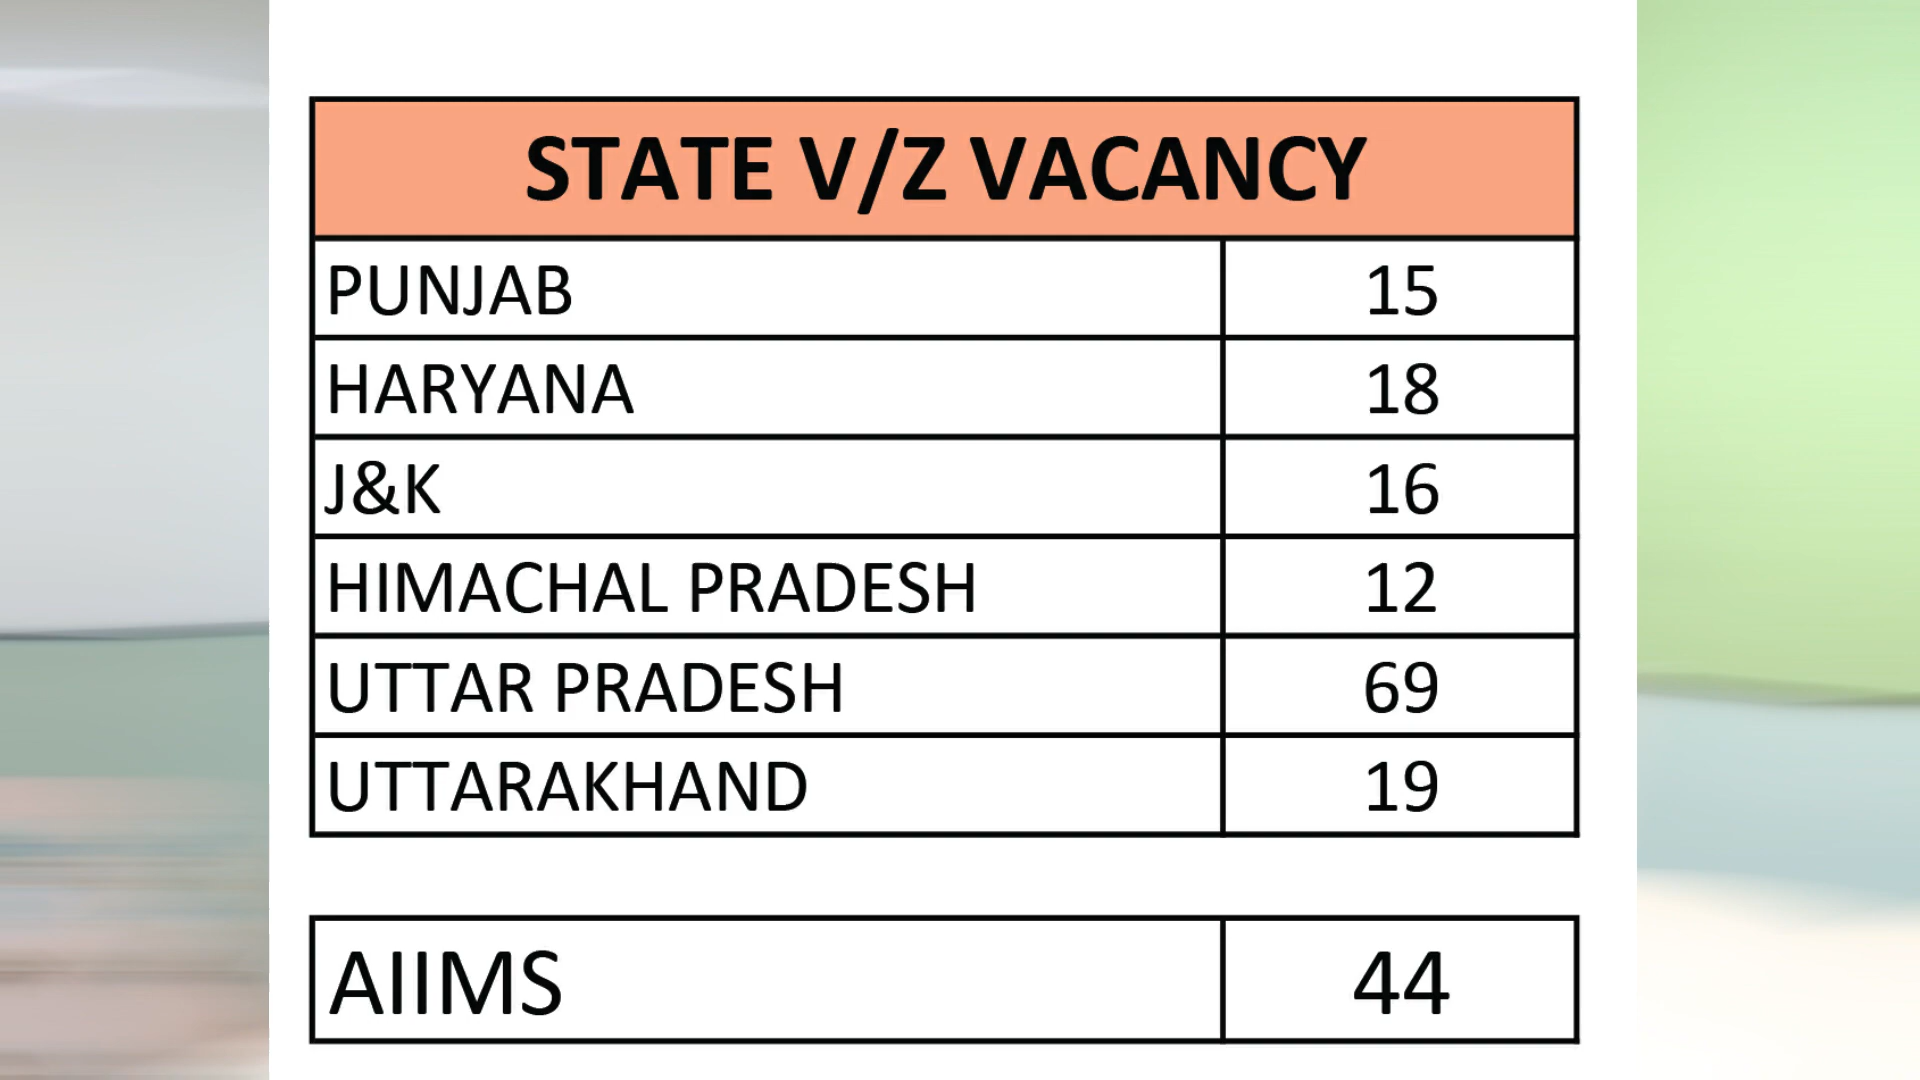 STATE V/Z VACANCY
PUNJAB 15
HARYANA 18
J&K 16
HIMACHAL PRADESH 12
UTTAR PRADESH 69
UTTARAKHAND 19
AIIMS 44